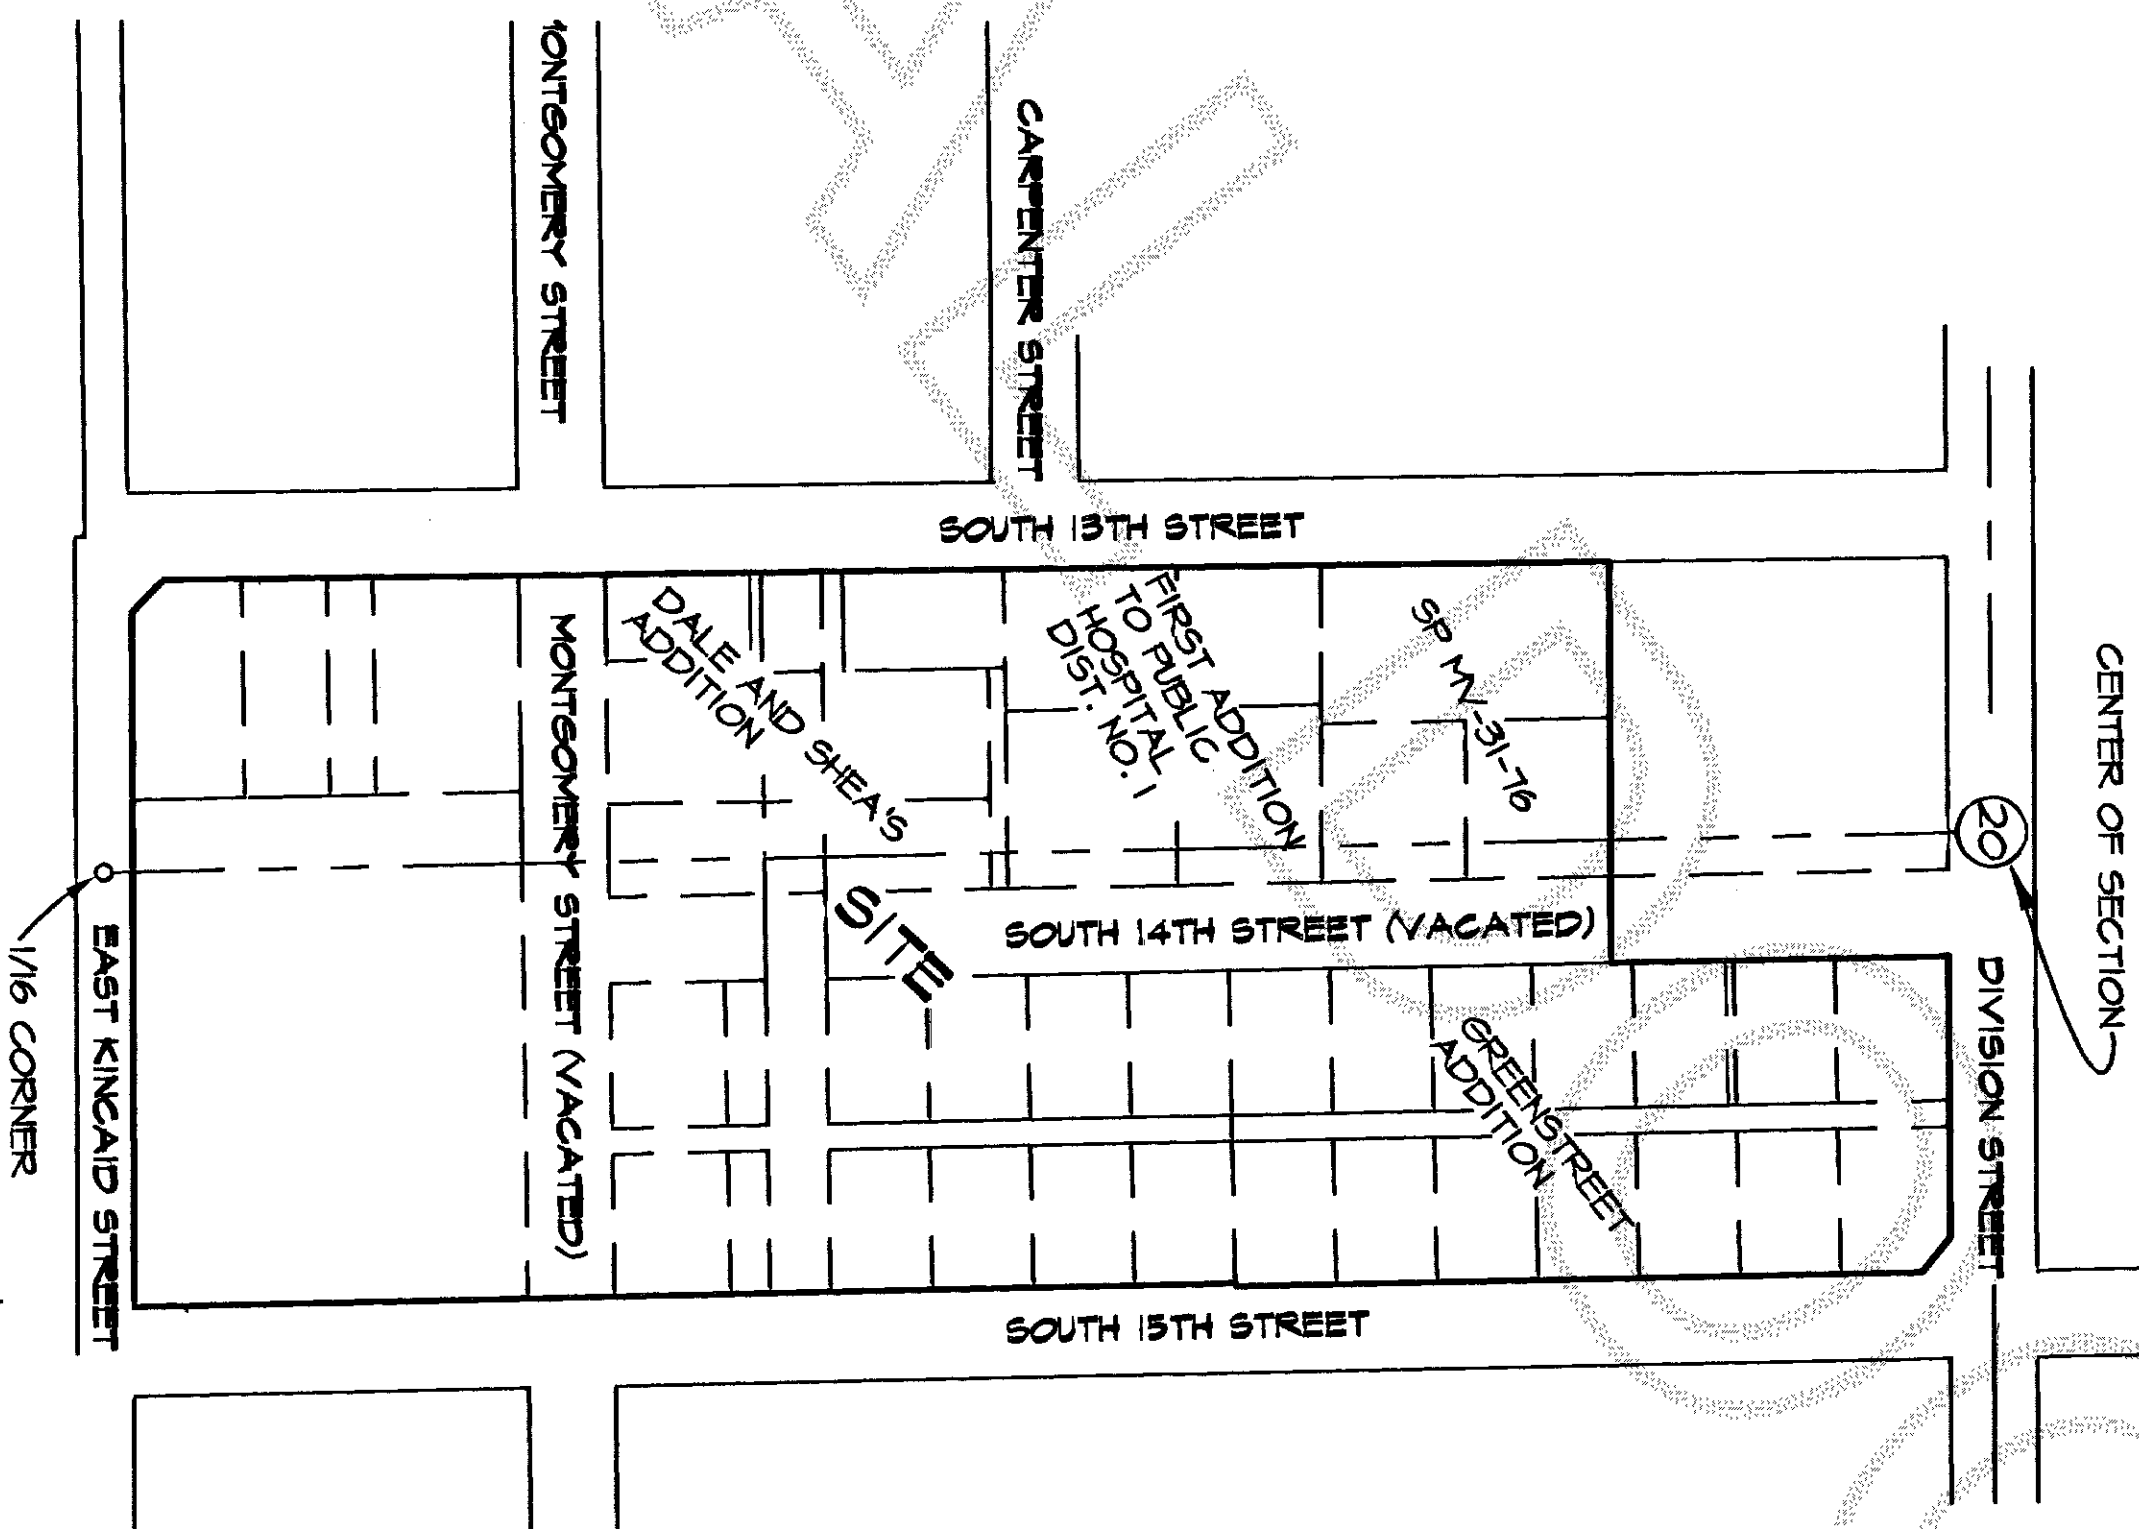 MONTGOMERY STREET
CARPENTER STREET
SOUTH 13TH STREET
CENTER OF SECTION
20
DALE AND SHEA'S
ADDITION
FIRST ADDITION
TO PUBLIC
HOSPITAL
DIST. NO. 1
SP MV-31-76
MONTGOMERY STREET (VACATED)
SITE
SOUTH 14TH STREET (VACATED)
GREENSTREET
ADDITION
DIVISION STREET
EAST KINCAID STREET
1/16 CORNER
SOUTH 15TH STREET